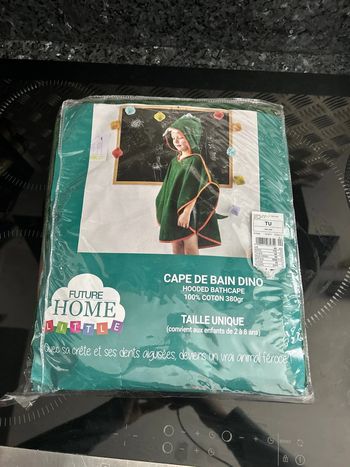 TU
CAPE DE BAIN DINO
HOODED BATHCAPE
100% COTON 380gr
FUTURE
HOME
LITTLE
TAILLE UNIQUE
(convient aux enfants de 2 à 8 ans)
Avec sa crête et ses dents aiguisées, deviens un vrai animal féroce